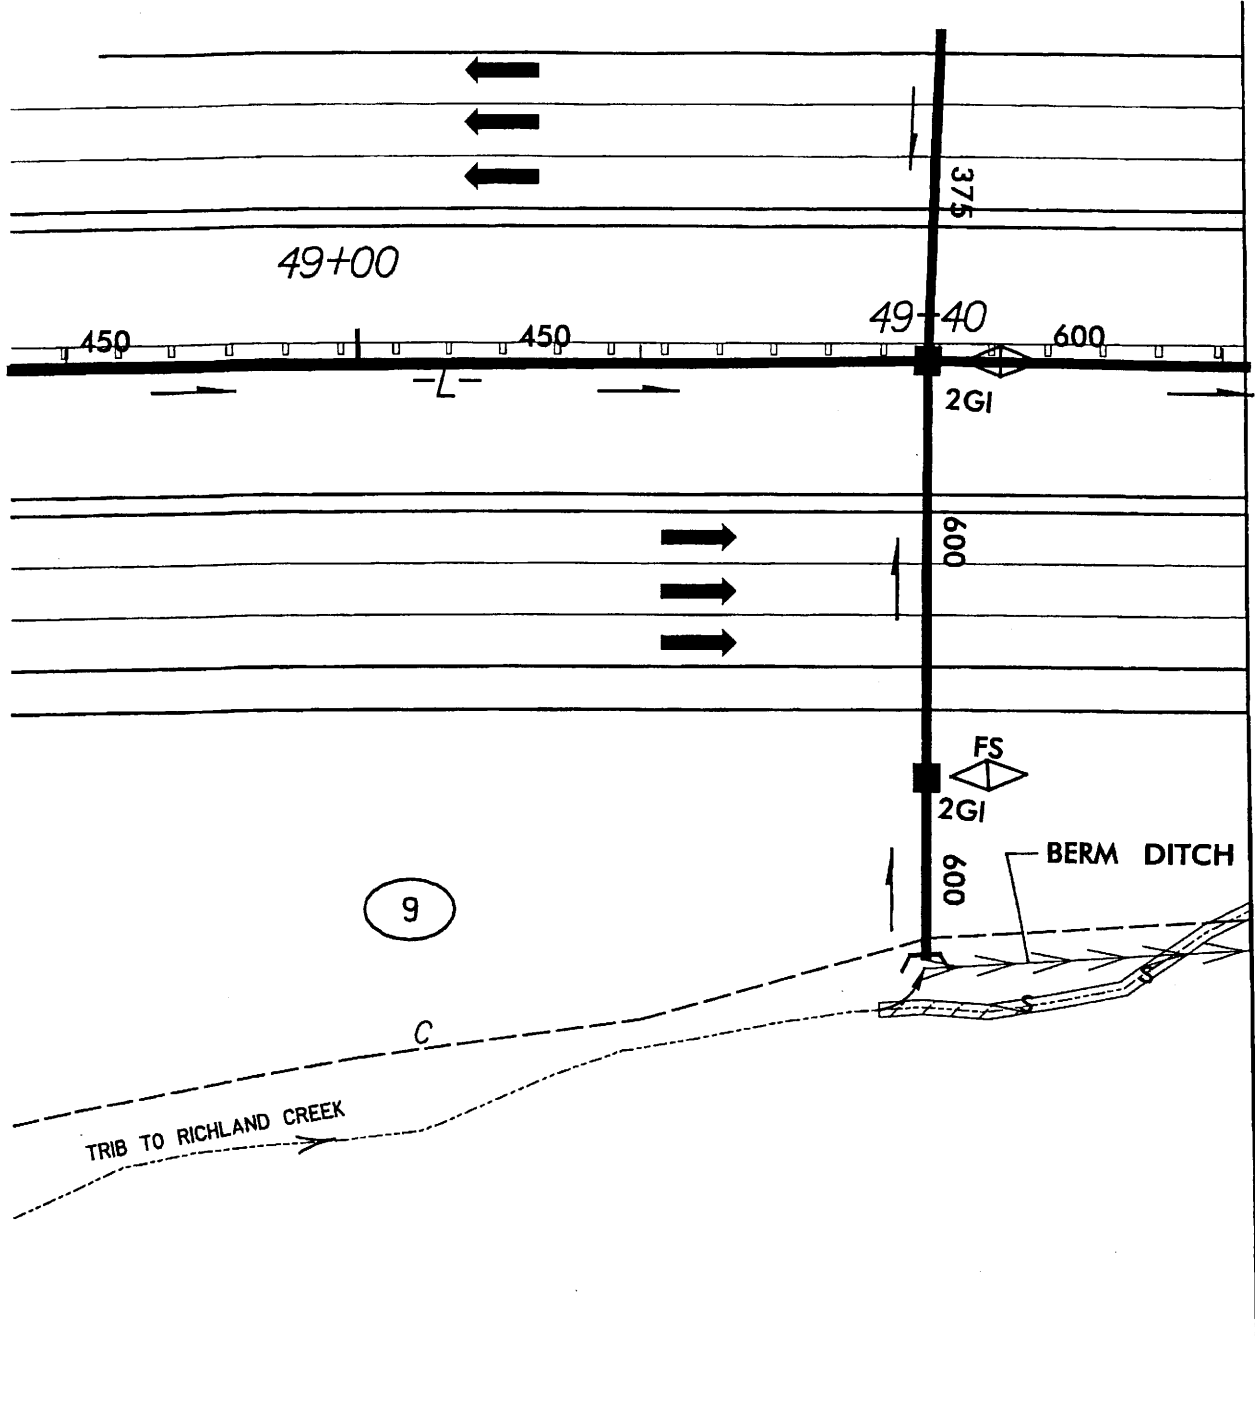 375
49+00
49+40
450
450
600
-L-
2GI
600
FS
2GI
BERM DITCH
600
9
S
S
C
TRIB TO RICHLAND CREEK